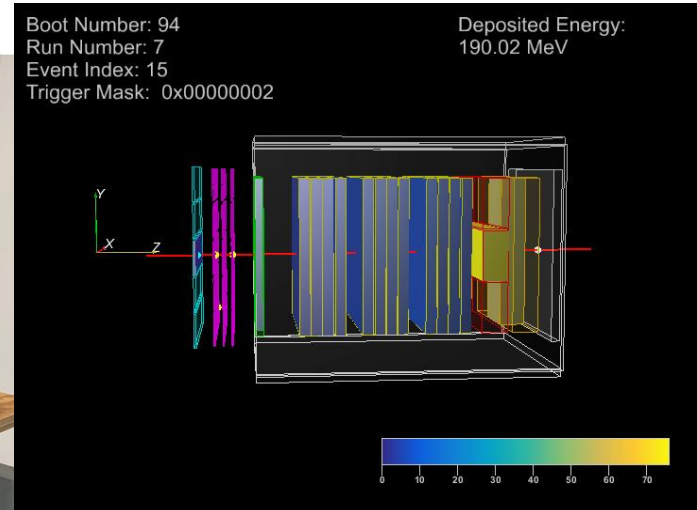 Boot Number: 94
Run Number: 7
Event Index: 15
Trigger Mask: 0x00000002
Deposited Energy:
190.02 MeV
Y
X
Z
0 10 20 30 40 50 60 70